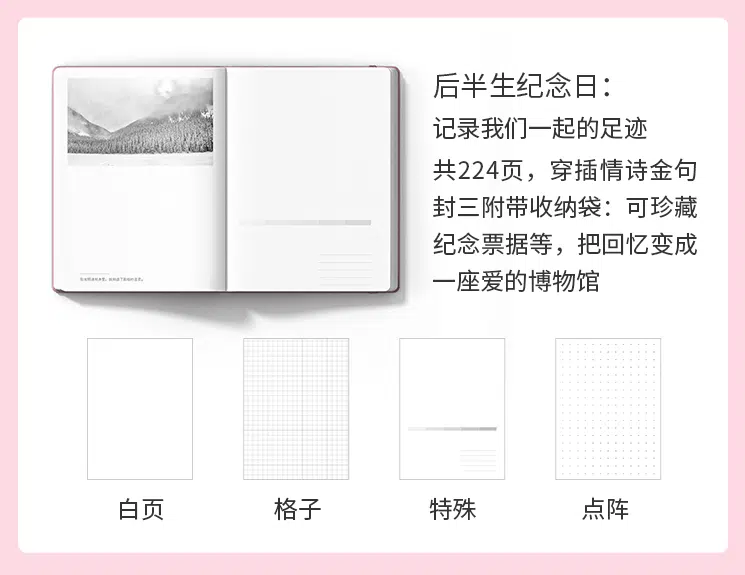 后半生纪念日：
记录我们一起的足迹
共224页，穿插情诗金句
封三附带收纳袋：可珍藏
纪念票据等，把回忆变成
一座爱的博物馆
白页
格子
特殊
点阵